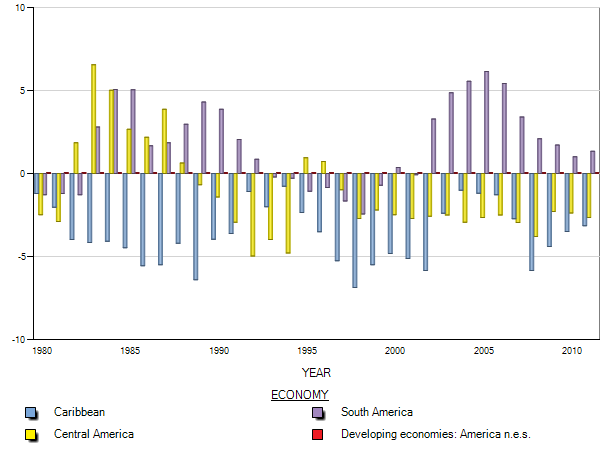 10
5
0
-5
-10
1980 1985 1990 1995 2000 2005 2010
YEAR
ECONOMY
Caribbean South America
Central America Developing economies: America n.e.s.